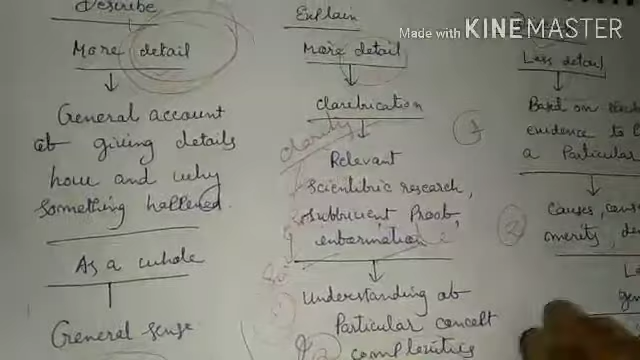 Describe
More detail
General account
of giving details
how and why
something happened.
As a whole
General sense
Explain
More detail
clarification
clarity
Relevant
scientific research,
sufficient, Proof,
information
Understanding of
Particular concept
complexities
Made with KINEMASTER
Less detail
Based on
evidence to
a Particular
Causes,
merits,